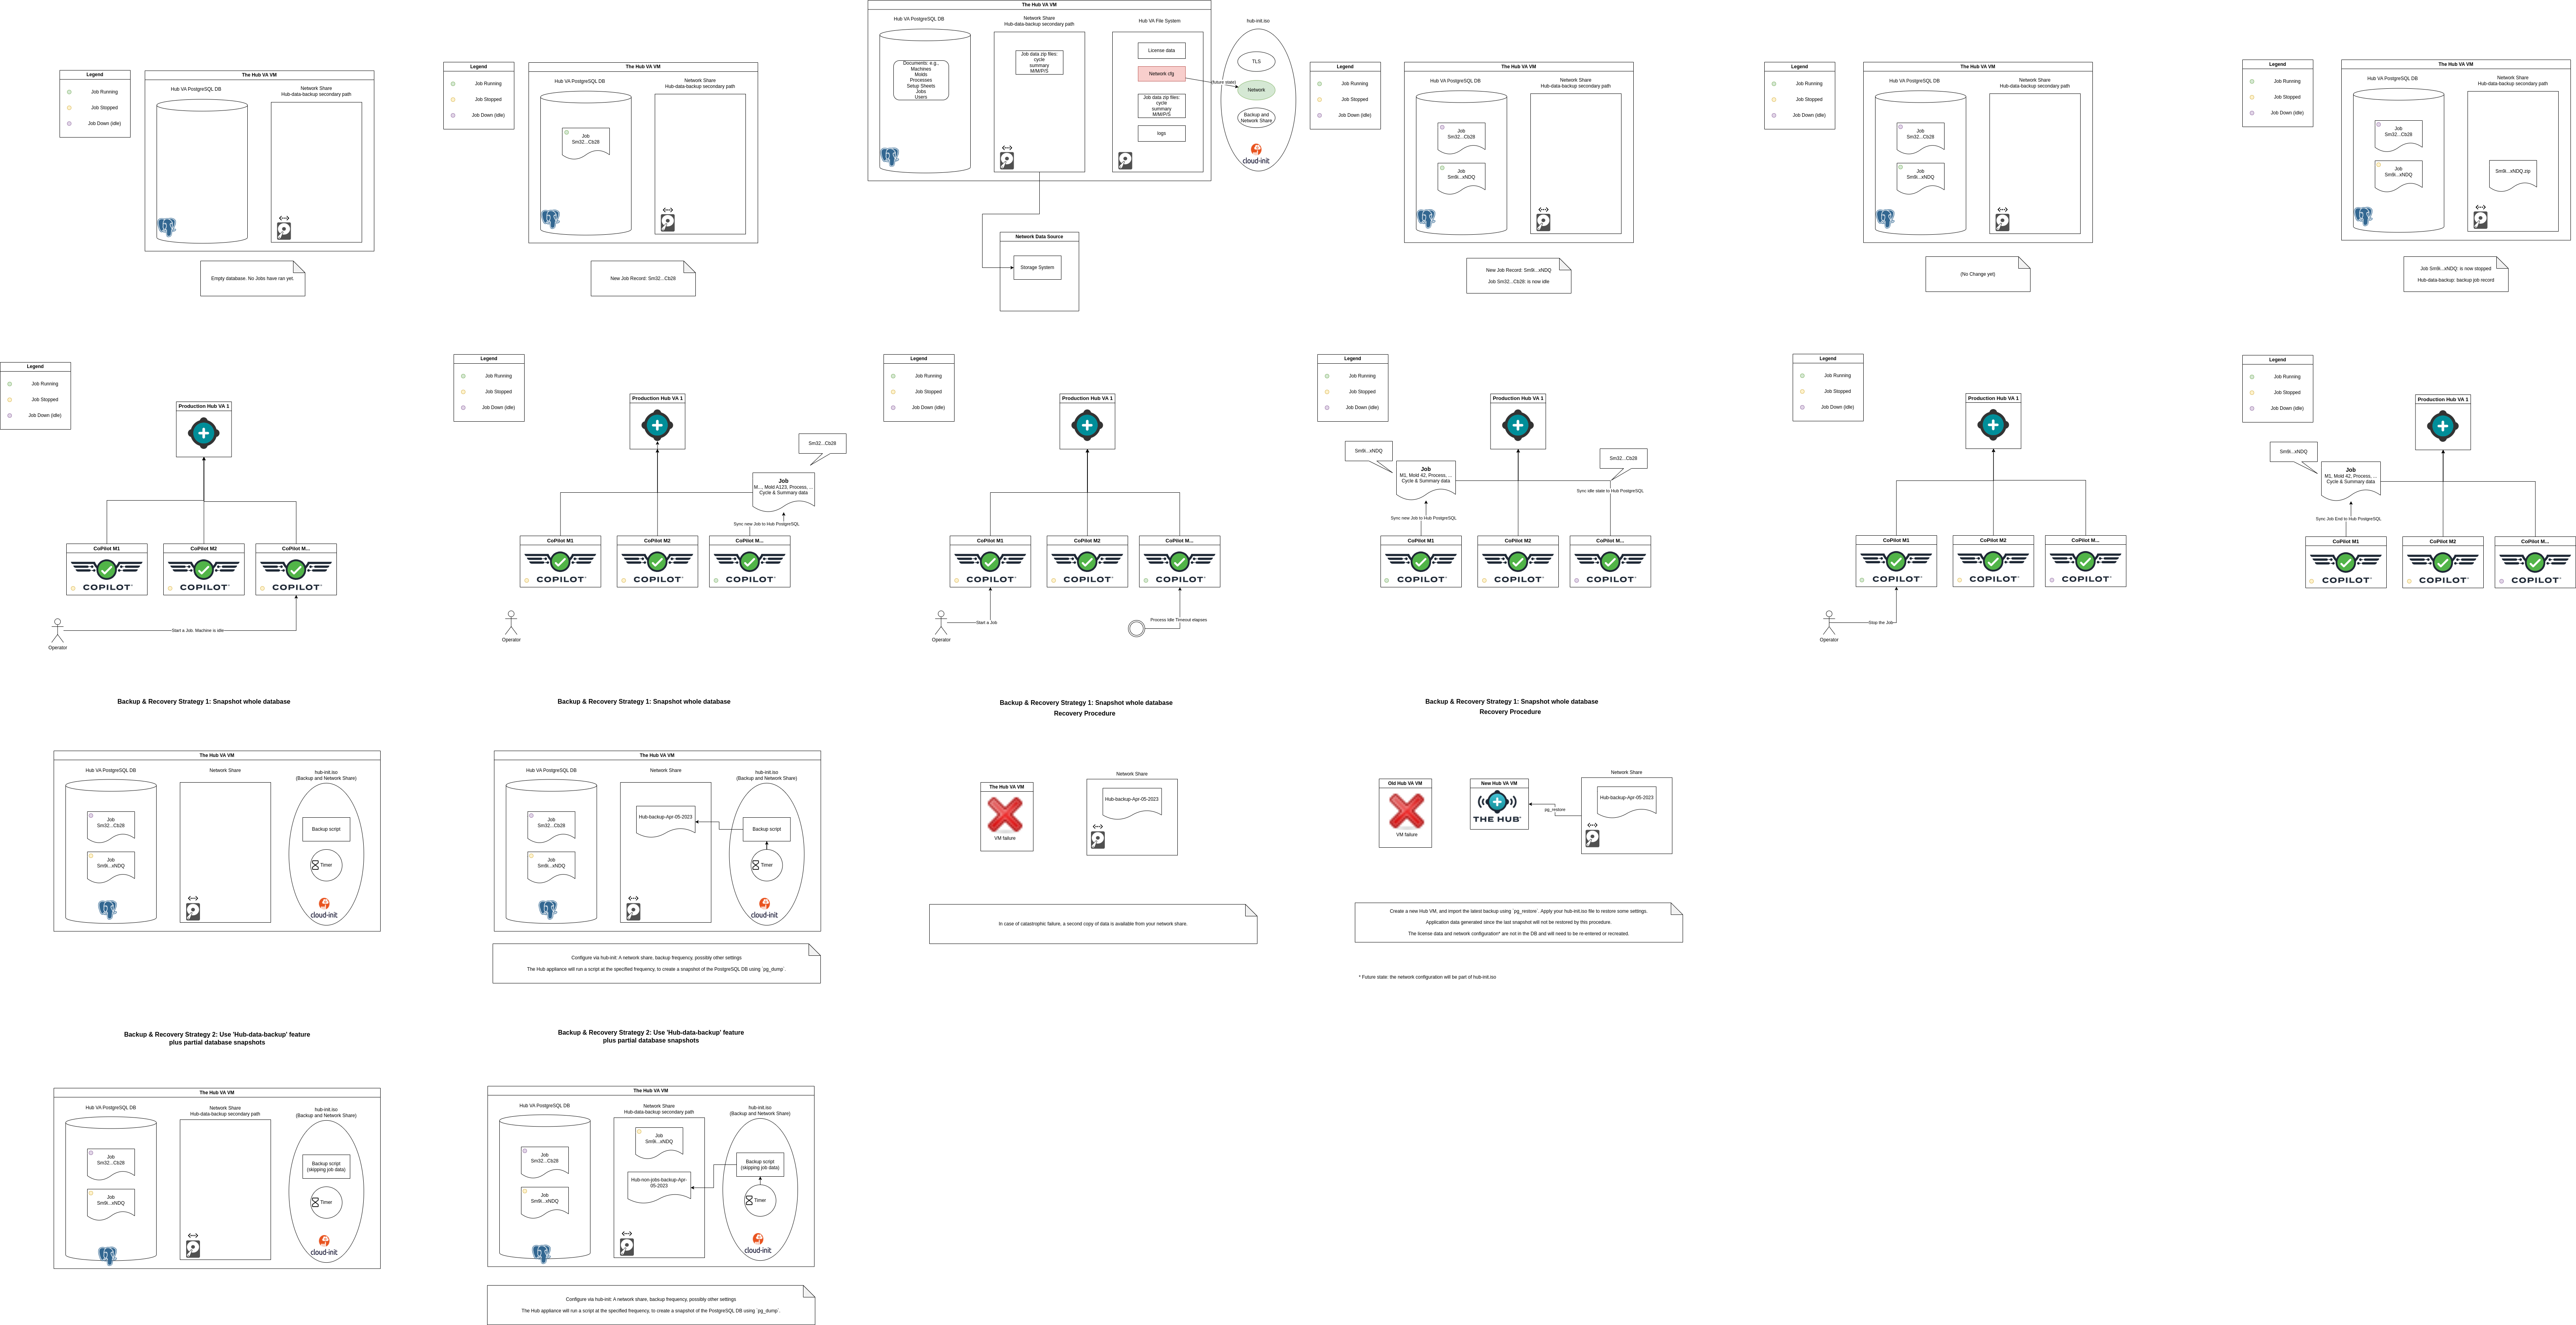 Legend
Job Running
Job Stopped
Job Down (idle)
The Hub VA VM
Hub VA PostgreSQL DB
Network Share
Hub-data-backup secondary path
Empty database. No Jobs have ran yet.
Legend
Job Running
Job Stopped
Job Down (idle)
The Hub VA VM
Hub VA PostgreSQL DB
Network Share
Hub-data-backup secondary path
Job
Sm32...Cb28
New Job Record: Sm32...Cb28
The Hub VA VM
Hub VA PostgreSQL DB
Documents: e.g.,
Machines
Molds
Processes
Setup Sheets
Jobs
Users
Network Share
Hub-data-backup secondary path
Job data zip files:
cycle
summary
M/M/P/S
Hub VA File System
License data
Network cfg
Job data zip files:
cycle
summary
M/M/P/S
logs
(future state)
hub-init.iso
TLS
Network
Backup and
Network Share
cloud-init
Network Data Source
Storage System
Legend
Job Running
Job Stopped
Job Down (idle)
The Hub VA VM
Hub VA PostgreSQL DB
Network Share
Hub-data-backup secondary path
Job
Sm32...Cb28
Job
Sm9k...xNDQ
New Job Record: Sm9k...xNDQ
Job Sm32...Cb28: is now idle
Legend
Job Running
Job Stopped
Job Down (idle)
The Hub VA VM
Hub VA PostgreSQL DB
Network Share
Hub-data-backup secondary path
Job
Sm32...Cb28
Job
Sm9k...xNDQ
(No Change yet)
Legend
Job Running
Job Stopped
Job Down (idle)
The Hub VA VM
Hub VA PostgreSQL DB
Network Share
Hub-data-backup secondary path
Job
Sm32...Cb28
Job
Sm9k...xNDQ
Sm9k...xNDQ.zip
Job Sm9k...xNDQ: is now stopped
Hub-data-backup: backup job record
Legend
Job Running
Job Stopped
Job Down (idle)
Production Hub VA 1
CoPilot M1
COPILOT
CoPilot M2
COPILOT
CoPilot M...
COPILOT
Start a Job. Machine is idle
Operator
Legend
Job Running
Job Stopped
Job Down (idle)
Production Hub VA 1
Sm32...Cb28
Job
M..., Mold A123, Process, ...
Cycle & Summary data
Sync new Job to Hub PostgreSQL
CoPilot M1
COPILOT
CoPilot M2
COPILOT
CoPilot M...
COPILOT
Operator
Legend
Job Running
Job Stopped
Job Down (idle)
Production Hub VA 1
CoPilot M1
COPILOT
CoPilot M2
COPILOT
CoPilot M...
COPILOT
Start a Job
Process Idle Timeout elapses
Operator
Legend
Job Running
Job Stopped
Job Down (idle)
Production Hub VA 1
Sm9k...xNDQ
Job
M1, Mold 42, Process, ...
Cycle & Summary data
Sm32...Cb28
Sync idle state to Hub PostgreSQL
Sync new Job to Hub PostgreSQL
CoPilot M1
COPILOT
CoPilot M2
COPILOT
CoPilot M...
COPILOT
Legend
Job Running
Job Stopped
Job Down (idle)
Production Hub VA 1
CoPilot M1
COPILOT
CoPilot M2
COPILOT
CoPilot M...
COPILOT
Stop the Job
Operator
Legend
Job Running
Job Stopped
Job Down (idle)
Production Hub VA 1
Sm9k...xNDQ
Job
M1, Mold 42, Process, ...
Cycle & Summary data
Sync Job End to Hub PostgreSQL
CoPilot M1
COPILOT
CoPilot M2
COPILOT
CoPilot M...
COPILOT
Backup & Recovery Strategy 1: Snapshot whole database
The Hub VA VM
Hub VA PostgreSQL DB
Job
Sm32...Cb28
Job
Sm9k...xNDQ
Network Share
hub-init.iso
(Backup and Network Share)
Backup script
Timer
cloud-init
Backup & Recovery Strategy 1: Snapshot whole database
The Hub VA VM
Hub VA PostgreSQL DB
Job
Sm32...Cb28
Job
Sm9k...xNDQ
Network Share
Hub-backup-Apr-05-2023
hub-init.iso
(Backup and Network Share)
Backup script
Timer
cloud-init
Configure via hub-init: A network share, backup frequency, possibly other settings
The Hub appliance will run a script at the specified frequency, to create a snapshot of the PostgreSQL DB using `pg_dump`.
Backup & Recovery Strategy 1: Snapshot whole database
Recovery Procedure
The Hub VA VM
VM failure
Network Share
Hub-backup-Apr-05-2023
In case of catastrophic failure, a second copy of data is available from your network share.
Backup & Recovery Strategy 1: Snapshot whole database
Recovery Procedure
Old Hub VA VM
VM failure
New Hub VA VM
THE HUB
pg_restore
Network Share
Hub-backup-Apr-05-2023
Create a new Hub VM, and import the latest backup using `pg_restore`. Apply your hub-init.iso file to restore some settings.
Application data generated since the last snapshot will not be restored by this procedure.
The license data and network configuration* are not in the DB and will need to be re-entered or recreated.
* Future state: the network configuration will be part of hub-init.iso
Backup & Recovery Strategy 2: Use 'Hub-data-backup' feature
plus partial database snapshots
The Hub VA VM
Hub VA PostgreSQL DB
Job
Sm32...Cb28
Job
Sm9k...xNDQ
Network Share
Hub-data-backup secondary path
hub-init.iso
(Backup and Network Share)
Backup script
(skipping job data)
Timer
cloud-init
Backup & Recovery Strategy 2: Use 'Hub-data-backup' feature
plus partial database snapshots
The Hub VA VM
Hub VA PostgreSQL DB
Job
Sm32...Cb28
Job
Sm9k...xNDQ
Network Share
Hub-data-backup secondary path
Job
Sm9k...xNDQ
Hub-non-jobs-backup-Apr-
05-2023
hub-init.iso
(Backup and Network Share)
Backup script
(skipping job data)
Timer
cloud-init
Configure via hub-init: A network share, backup frequency, possibly other settings
The Hub appliance will run a script at the specified frequency, to create a snapshot of the PostgreSQL DB using `pg_dump`.